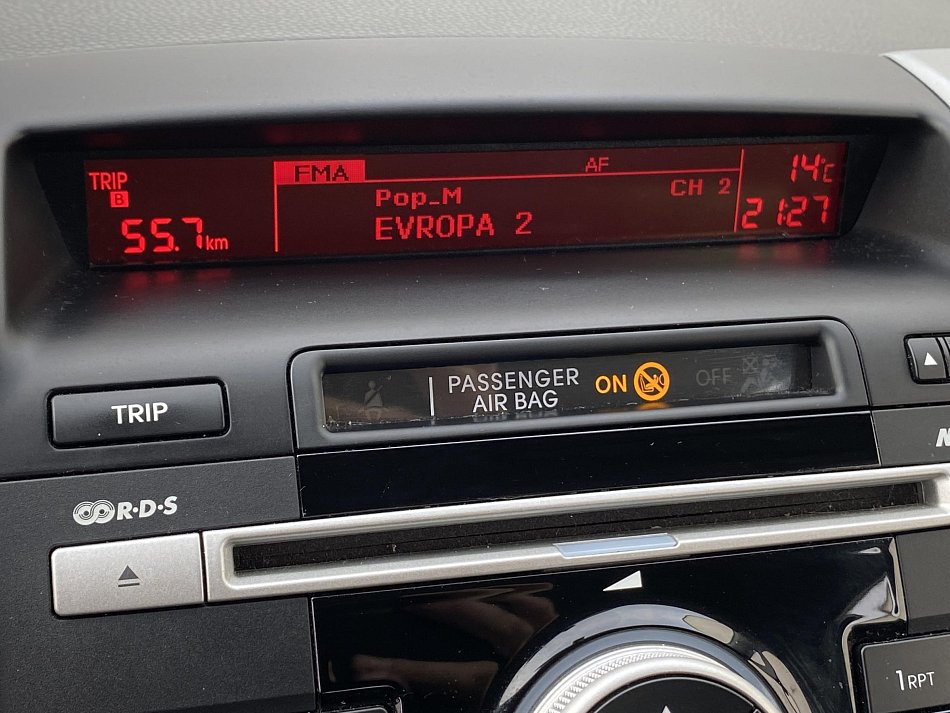 TRIP
B
55.7km
FMA
AF
Pop_M
CH 2
EVROPA 2
14°C
21:27
TRIP
PASSENGER
AIR BAG
ON
OFF
R·D·S
1RPT